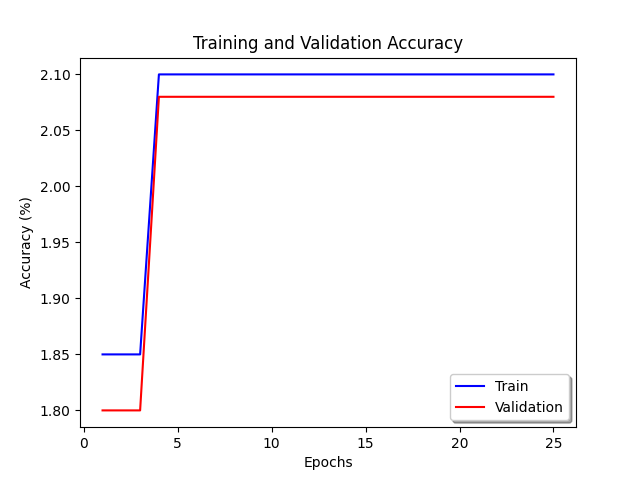 Training and Validation Accuracy
Accuracy (%)
2.10
2.05
2.00
1.95
1.90
1.85
1.80
Train
Validation
0 5 10 15 20 25
Epochs